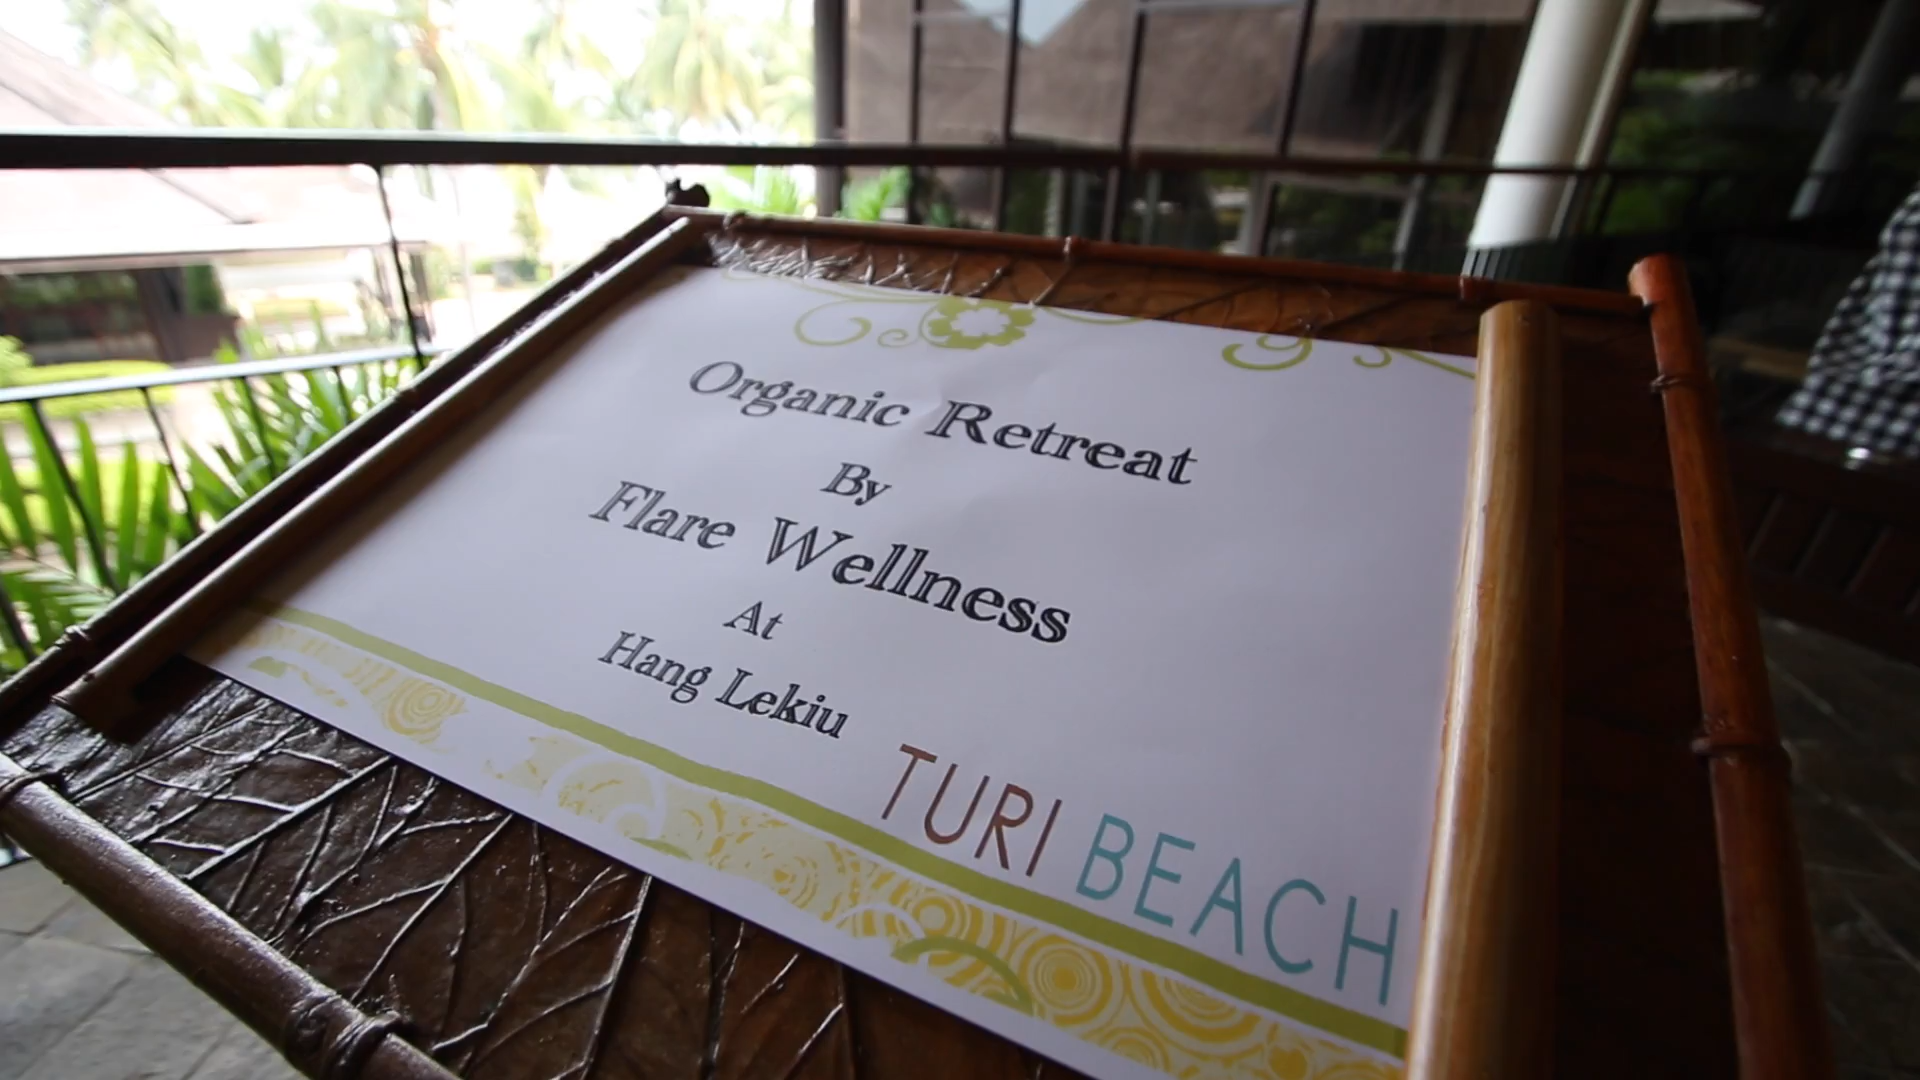 Organic Retreat
By
Flare Wellness
At
Hang Lekiu
TURI BEACH